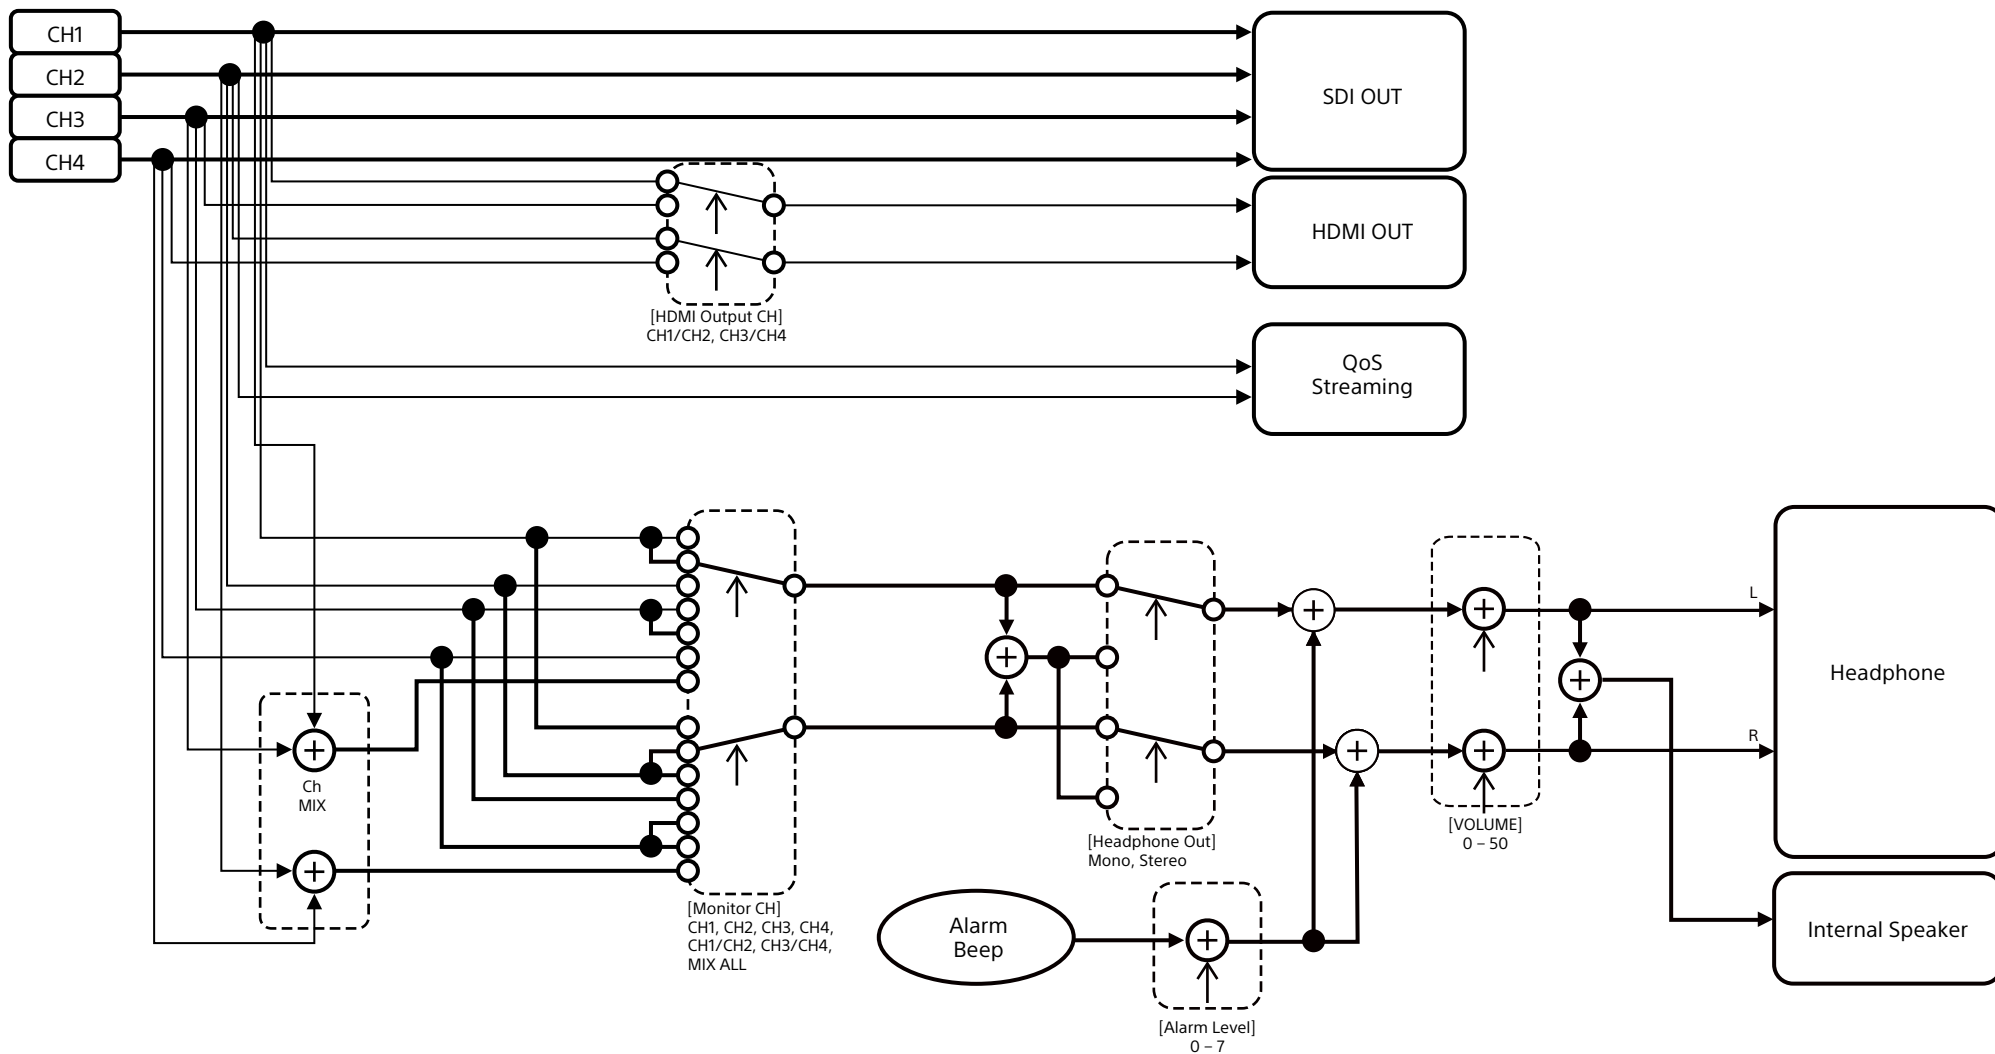 CH1
CH2
CH3
CH4
SDI OUT
HDMI OUT
[HDMI Output CH]
CH1/CH2, CH3/CH4
QoS
Streaming
Ch
MIX
[Monitor CH]
CH1, CH2, CH3, CH4,
CH1/CH2, CH3/CH4,
MIX ALL
[Headphone Out]
Mono, Stereo
Alarm
Beep
[Alarm Level]
0 – 7
[VOLUME]
0 – 50
L
R
Headphone
Internal Speaker